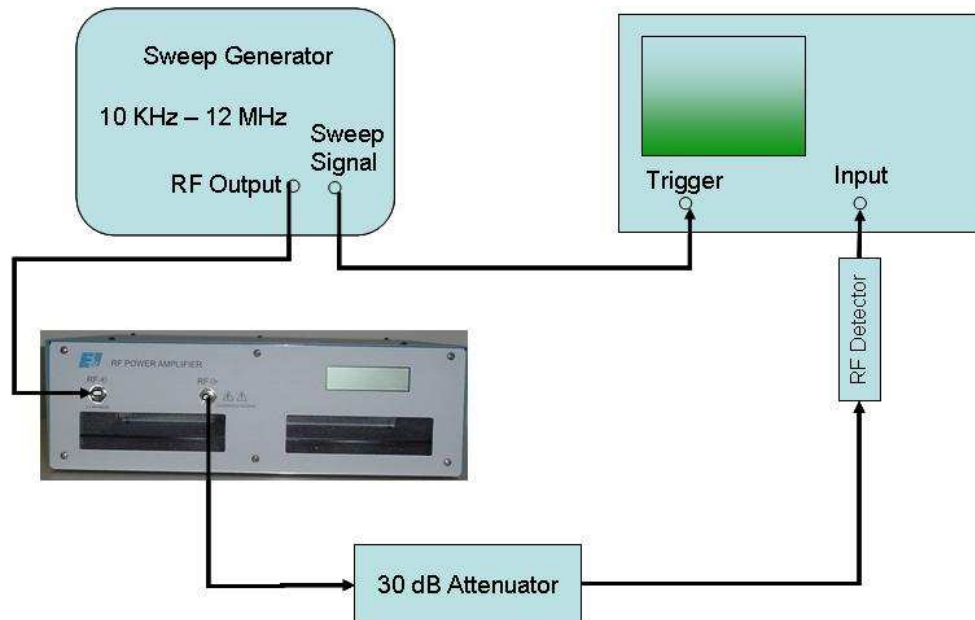 Sweep Generator
10 KHz – 12 MHz
Sweep
Signal
RF Output
Trigger
Input
RF Detector
E&I
RF POWER AMPLIFIER
30 dB Attenuator